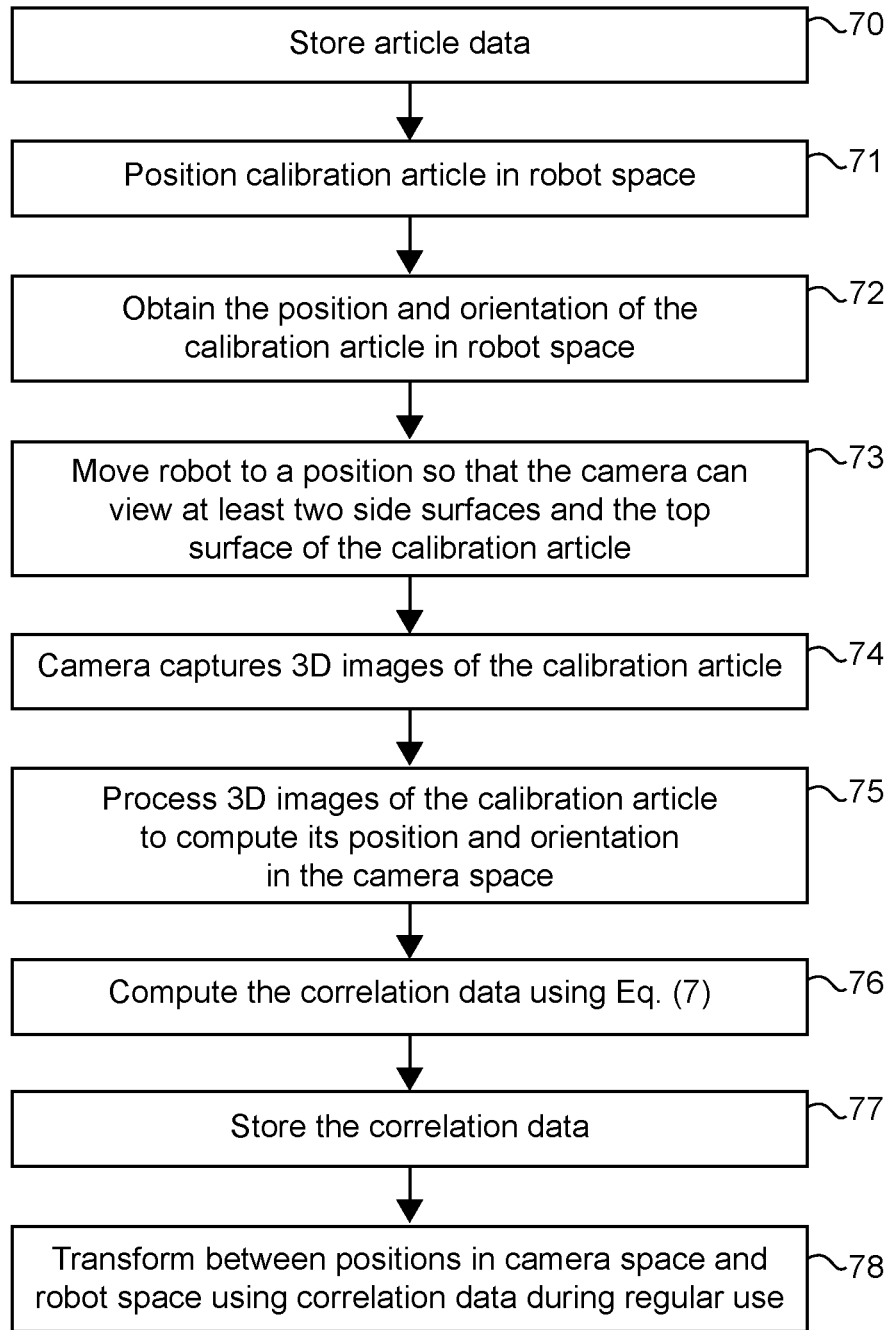 70
Store article data
71
Position calibration article in robot space
72
Obtain the position and orientation of the
calibration article in robot space
73
Move robot to a position so that the camera can
view at least two side surfaces and the top
surface of the calibration article
74
Camera captures 3D images of the calibration article
75
Process 3D images of the calibration article
to compute its position and orientation
in the camera space
76
Compute the correlation data using Eq. (7)
77
Store the correlation data
78
Transform between positions in camera space and
robot space using correlation data during regular use